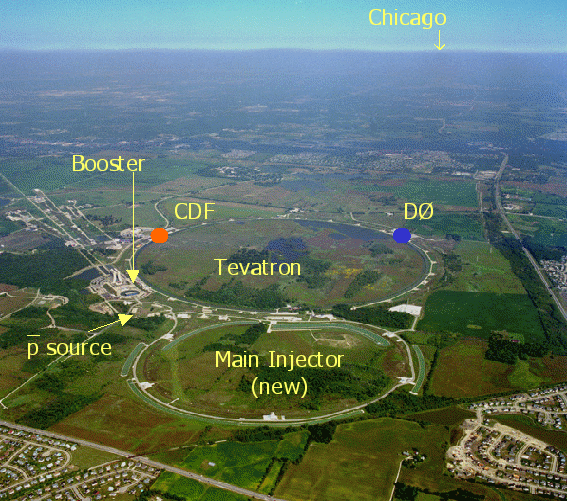 Chicago
Booster
CDF
DØ
Tevatron
p̅ source
Main Injector
(new)